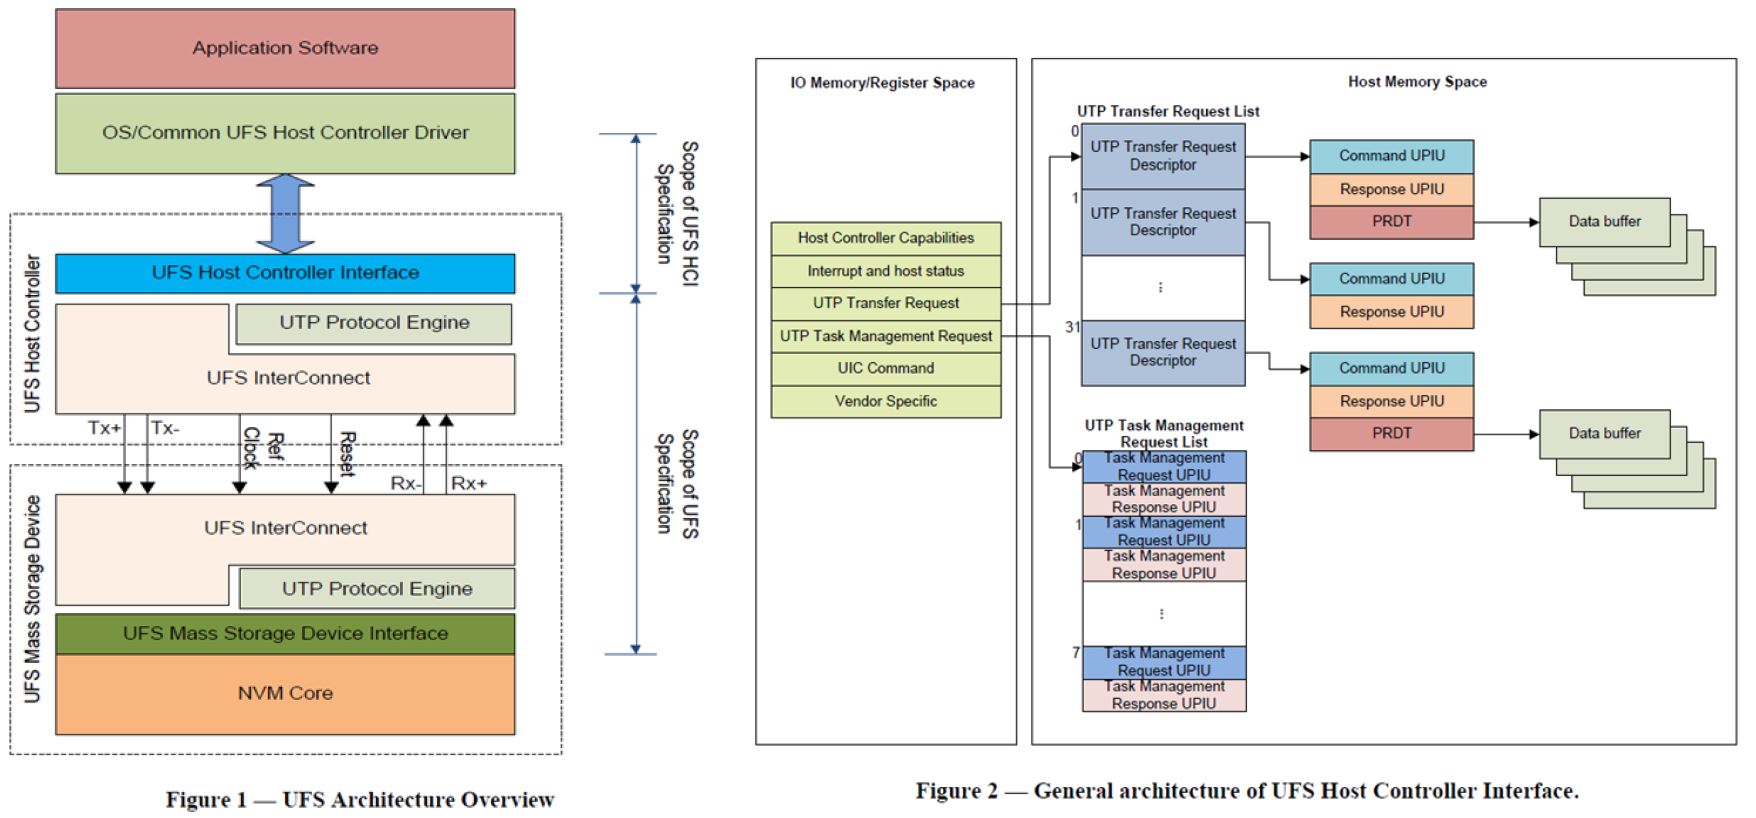 Application Software
OS/Common UFS Host Controller Driver
Scope of UFS HCI
Specification
UFS Host Controller
UFS Host Controller Interface
UTP Protocol Engine
UFS InterConnect
Tx+
Tx-
Ref
Clock
Reset
Rx-
Rx+
Scope of UFS
Specification
UFS Mass Storage Device
UFS InterConnect
UTP Protocol Engine
UFS Mass Storage Device Interface
NVM Core
Figure 1 — UFS Architecture Overview
IO Memory/Register Space
Host Controller Capabilities
Interrupt and host status
UTP Transfer Request
UTP Task Management Request
UIC Command
Vendor Specific
Host Memory Space
UTP Transfer Request List
0
UTP Transfer Request
Descriptor
1
UTP Transfer Request
Descriptor
⋮
31
UTP Transfer Request
Descriptor
Command UPIU
Response UPIU
PRDT
Data buffer
Command UPIU
Response UPIU
Command UPIU
Response UPIU
PRDT
Data buffer
UTP Task Management
Request List
0
Task Management
Request UPIU
Task Management
Response UPIU
1
Task Management
Request UPIU
Task Management
Response UPIU
⋮
7
Task Management
Request UPIU
Task Management
Response UPIU
Figure 2 — General architecture of UFS Host Controller Interface.